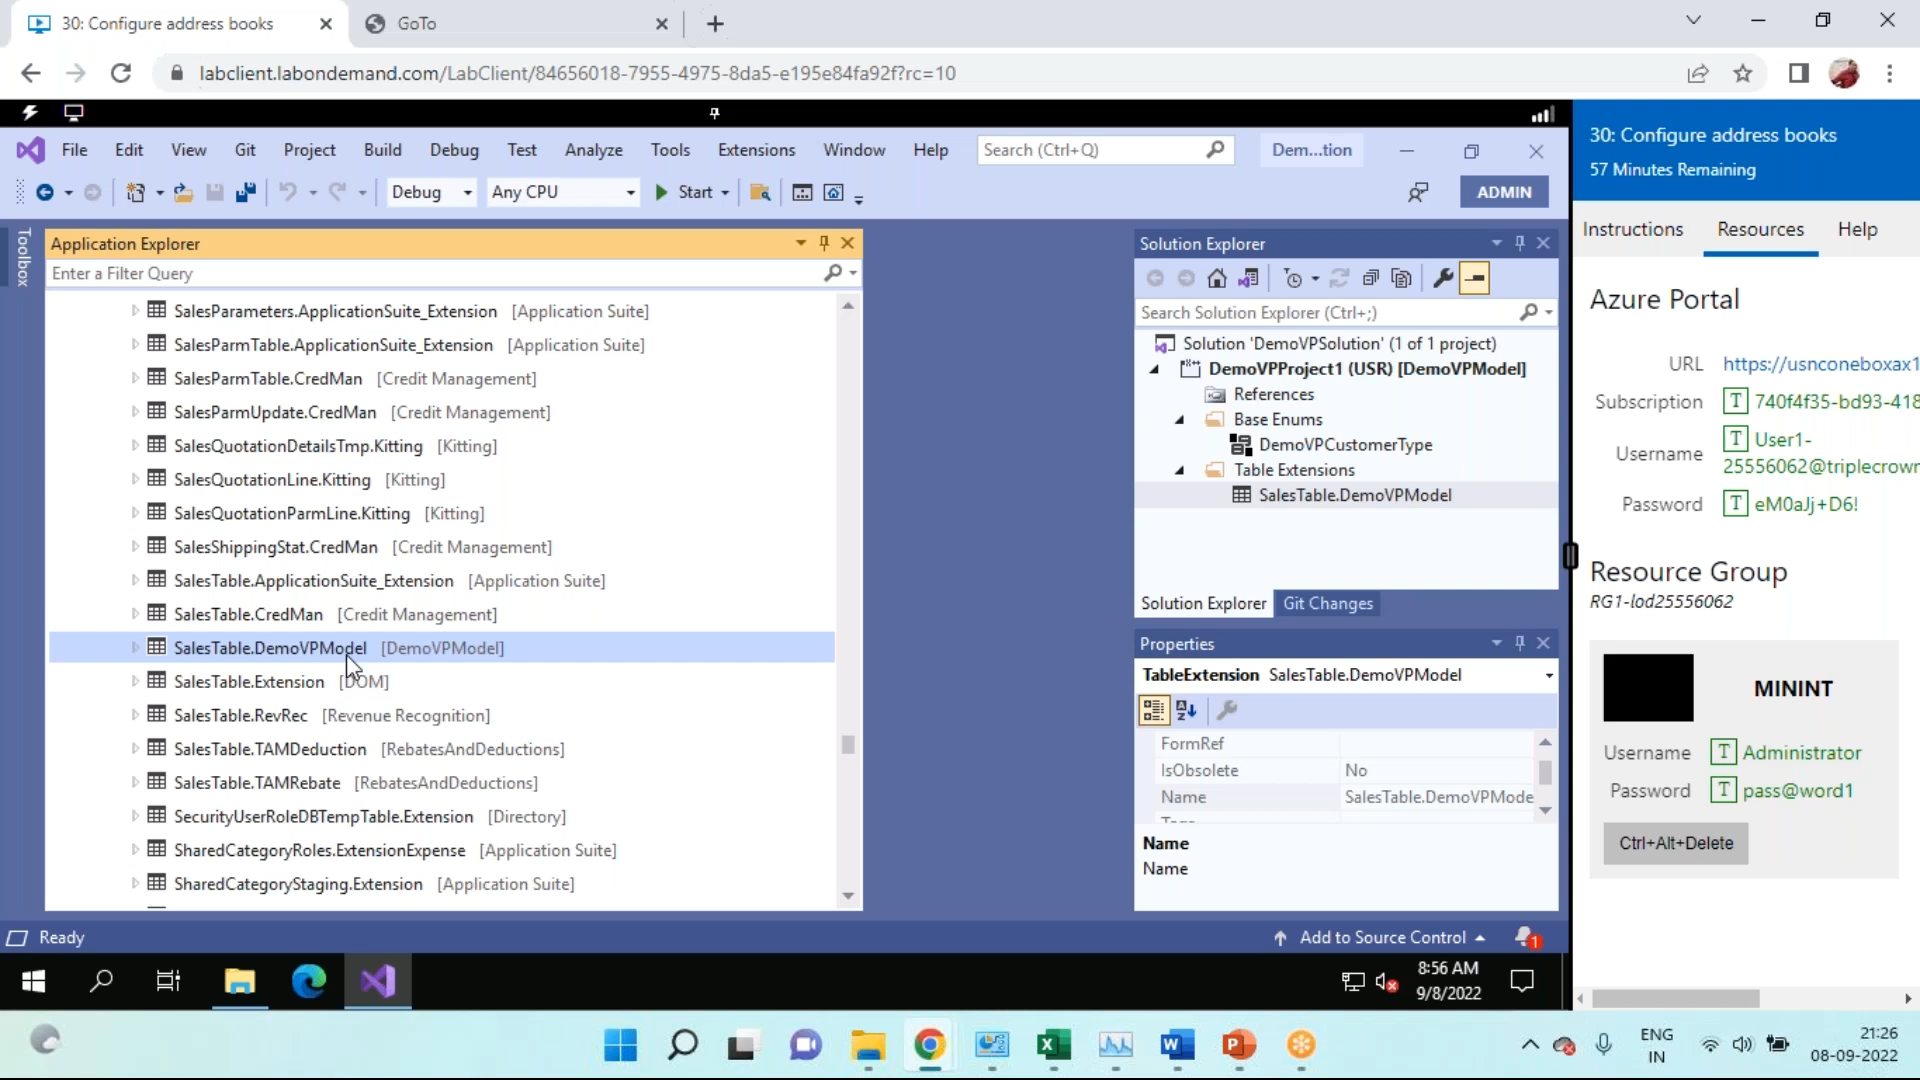 30: Configure address books
GoTo
labclient.labondemand.com/LabClient/84656018-7955-4975-8da5-e195e84fa92f?rc=10
File Edit View Git Project Build Debug Test Analyze Tools Extensions Window Help Search (Ctrl+Q) Dem...tion
Debug Any CPU Start ADMIN
Toolbox
Application Explorer
Enter a Filter Query
SalesParameters.ApplicationSuite_Extension [Application Suite]
SalesParmTable.ApplicationSuite_Extension [Application Suite]
SalesParmTable.CredMan [Credit Management]
SalesParmUpdate.CredMan [Credit Management]
SalesQuotationDetailsTmp.Kitting [Kitting]
SalesQuotationLine.Kitting [Kitting]
SalesQuotationParmLine.Kitting [Kitting]
SalesShippingStat.CredMan [Credit Management]
SalesTable.ApplicationSuite_Extension [Application Suite]
SalesTable.CredMan [Credit Management]
SalesTable.DemoVPModel [DemoVPModel]
SalesTable.Extension [DOM]
SalesTable.RevRec [Revenue Recognition]
SalesTable.TAMDeduction [RebatesAndDeductions]
SalesTable.TAMRebate [RebatesAndDeductions]
SecurityUserRoleDBTempTable.Extension [Directory]
SharedCategoryRoles.ExtensionExpense [Application Suite]
SharedCategoryStaging.Extension [Application Suite]
Solution Explorer
Search Solution Explorer (Ctrl+;)
Solution 'DemoVPSolution' (1 of 1 project)
DemoVPProject1 (USR) [DemoVPModel]
References
Base Enums
DemoVPCustomerType
Table Extensions
SalesTable.DemoVPModel
Solution Explorer Git Changes
Properties
TableExtension SalesTable.DemoVPModel
FormRef
IsObsolete No
Name SalesTable.DemoVPMode
Tags
Name
Name
Ready
Add to Source Control
1
8:56 AM
9/8/2022
30: Configure address books
57 Minutes Remaining
Instructions Resources Help
Azure Portal
URL https://usnconeboxax1
Subscription T 740f4f35-bd93-418
Username T User1-
25556062@triplecrown
Password T eM0aJj+D6!
Resource Group
RG1-lod25556062
MININT
Username T Administrator
Password T pass@word1
Ctrl+Alt+Delete
ENG
IN
21:26
08-09-2022